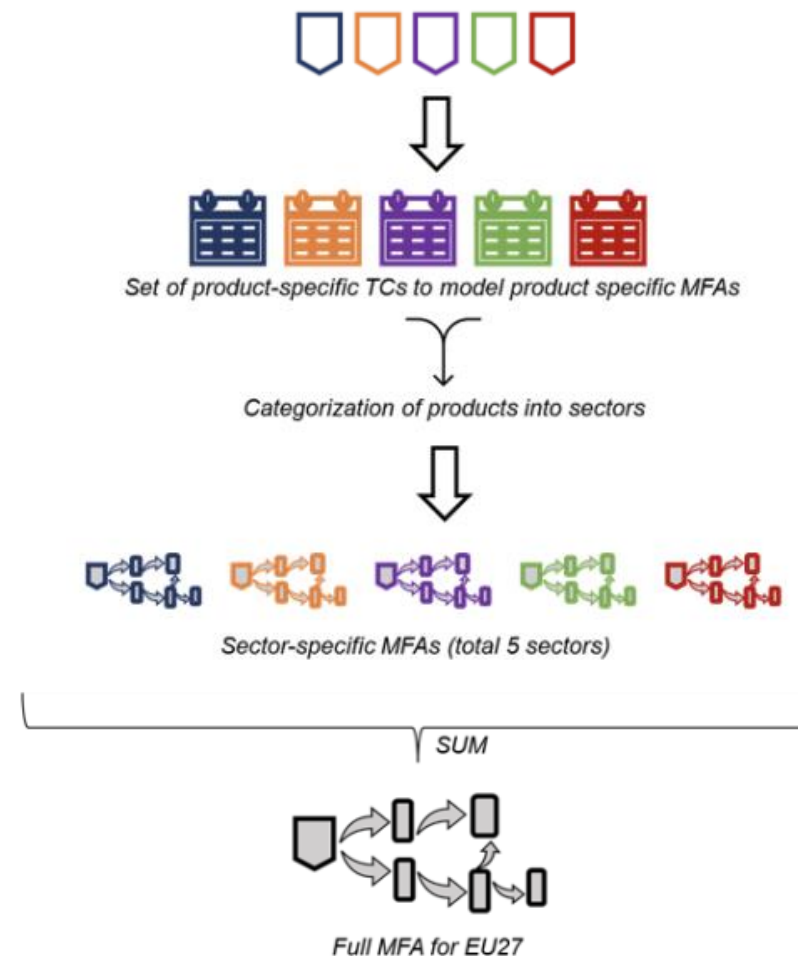 Set of product-specific TCs to model product specific MFAs
Categorization of products into sectors
Sector-specific MFAs (total 5 sectors)
SUM
Full MFA for EU27